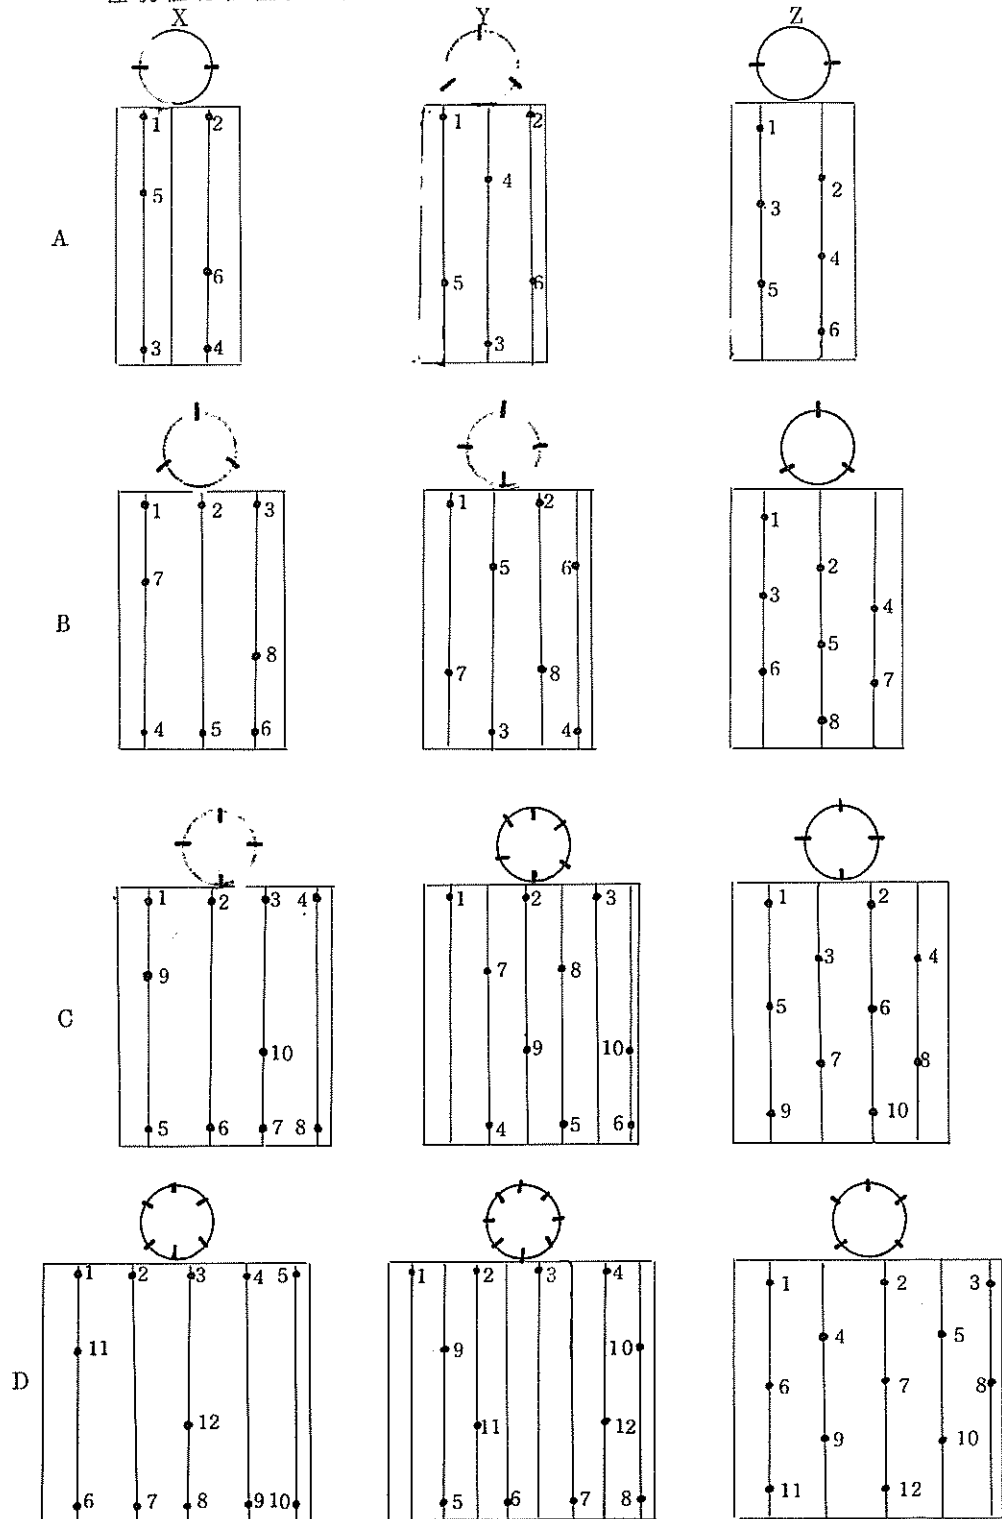 X Y Z
A
1 2 5 6 3 4
1 2 4 5 6 3
1 2 3 4 5 6
B
1 2 3 7 8 4 5 6
1 2 5 6 7 8 3 4
1 2 3 4 5 6 7 8
C
1 2 3 4 9 10 5 6 7 8
1 2 3 7 8 9 10 4 5 6
1 2 3 4 5 6 7 8 9 10
D
1 2 3 4 5 11 12 6 7 8 9 10
1 2 3 4 9 10 11 12 5 6 7 8
1 2 3 4 5 6 7 8 9 10 11 12